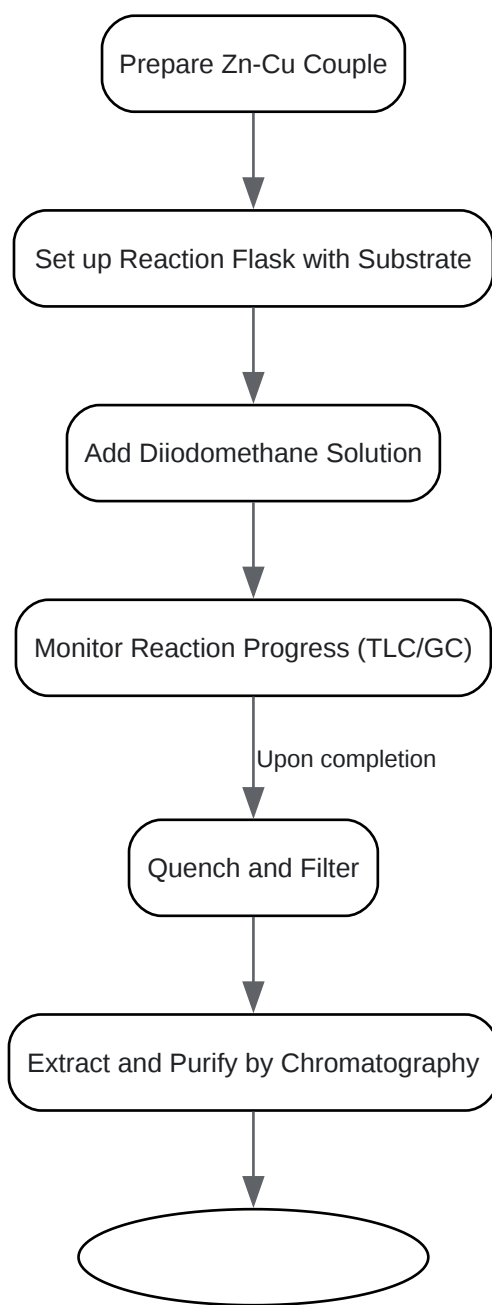 Prepare Zn-Cu Couple
Set up Reaction Flask with Substrate
Add Diiodomethane Solution
Monitor Reaction Progress (TLC/GC)
Upon completion
Quench and Filter
Extract and Purify by Chromatography